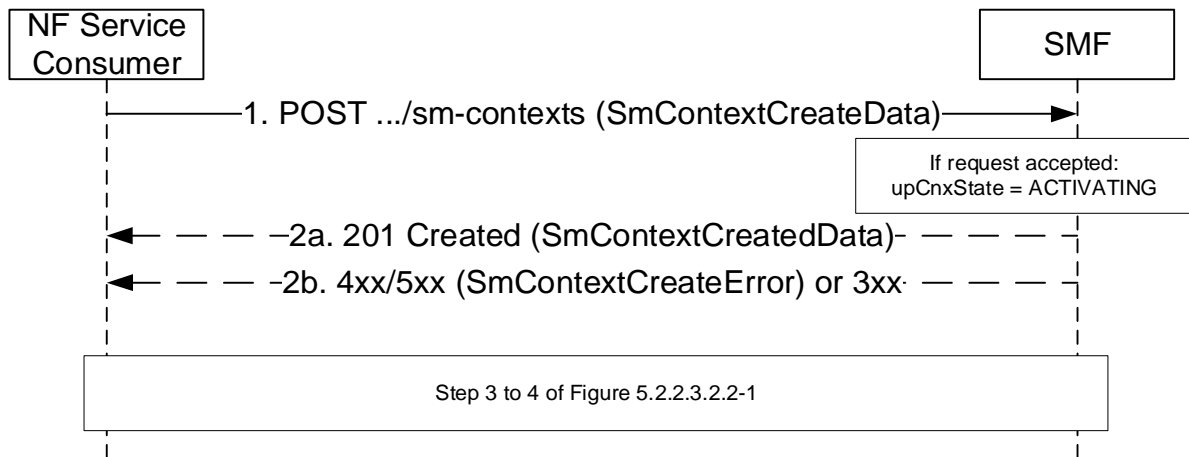 NF Service
Consumer
SMF
1. POST .../sm-contexts (SmContextCreateData)
If request accepted:
upCnxState = ACTIVATING
2a. 201 Created (SmContextCreatedData)
2b. 4xx/5xx (SmContextCreateError) or 3xx
Step 3 to 4 of Figure 5.2.2.3.2.2-1